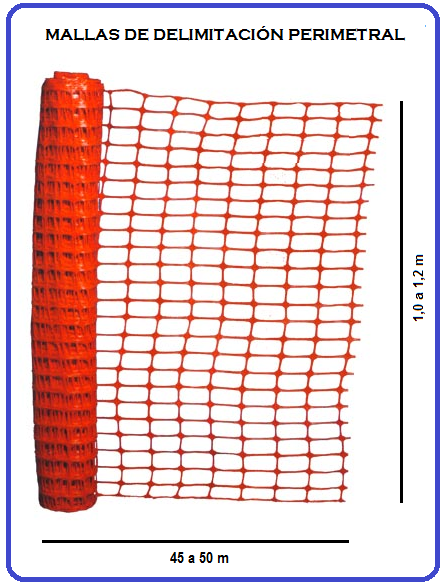 MALLAS DE DELIMITACIÓN PERIMETRAL
1,0 a 1,2 m
45 a 50 m